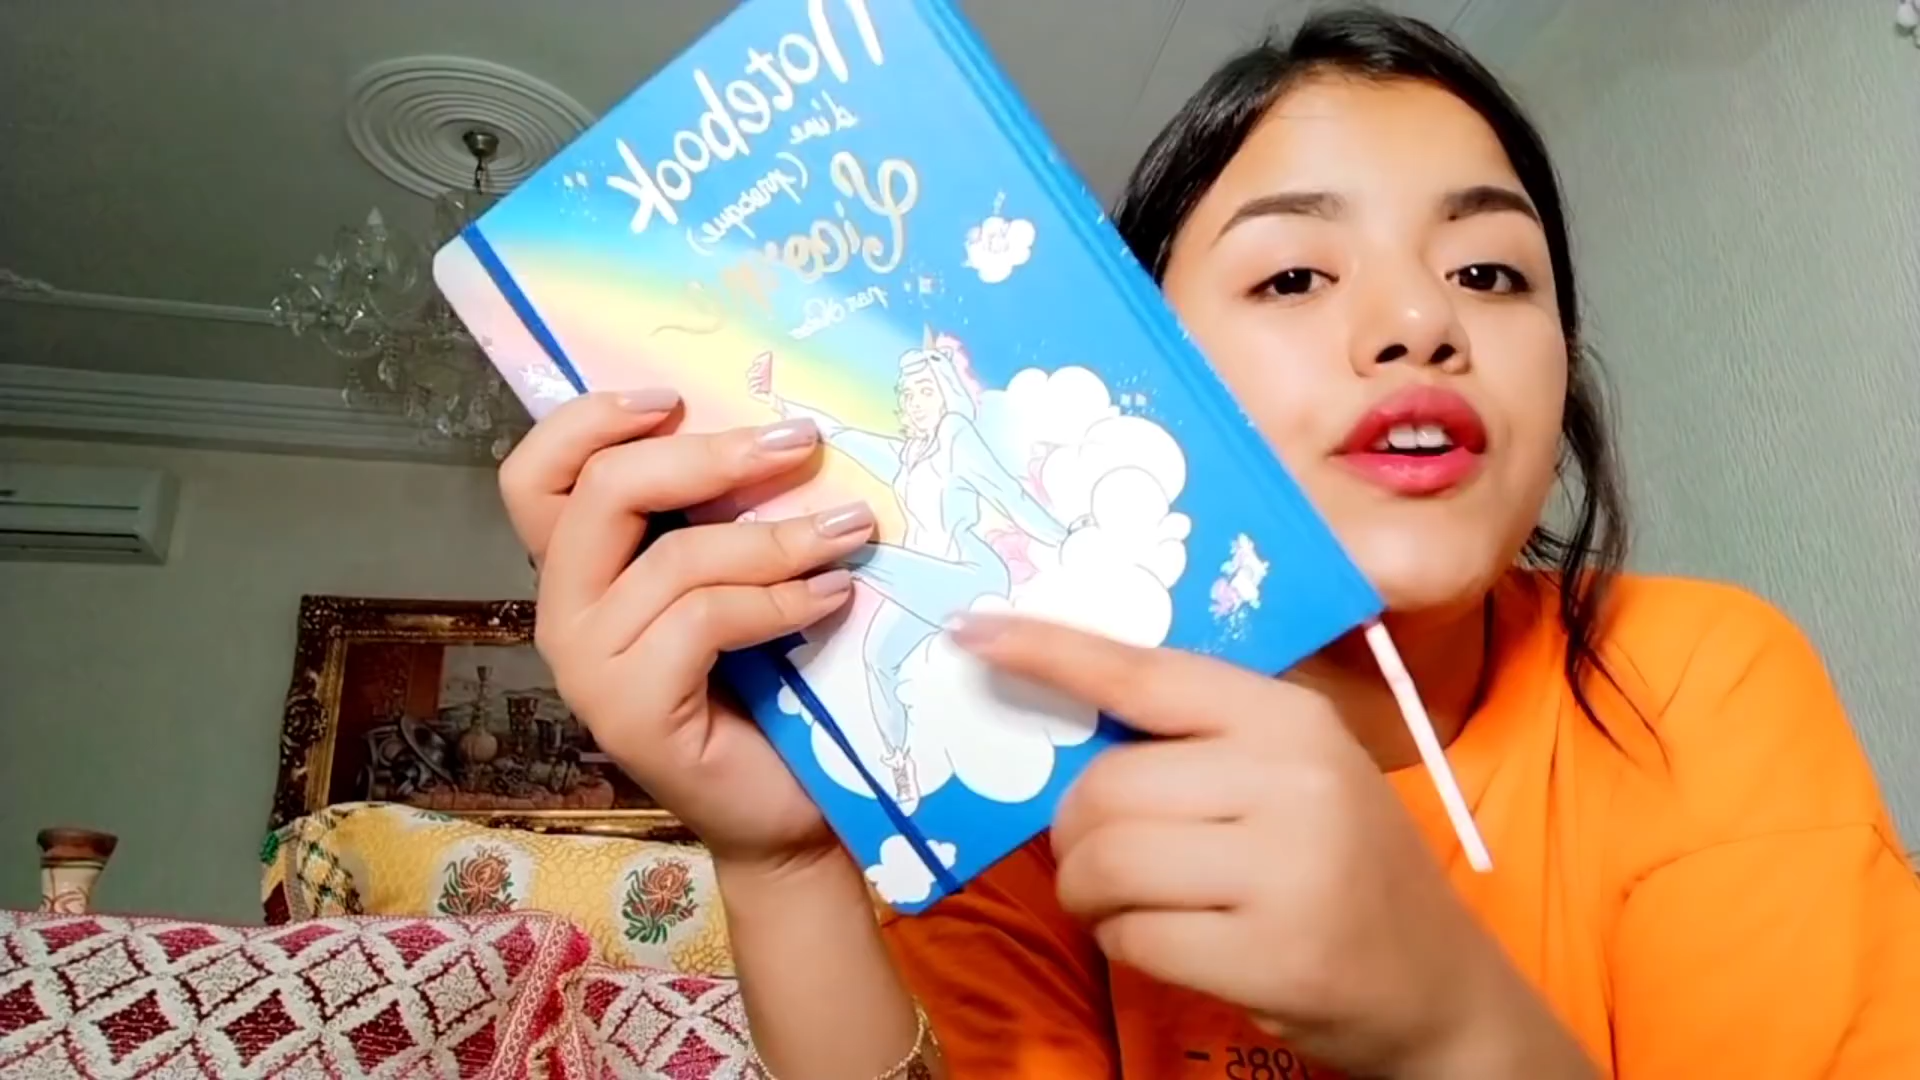 Notebook
d'une
(presque)
Licorne
par
1985 -